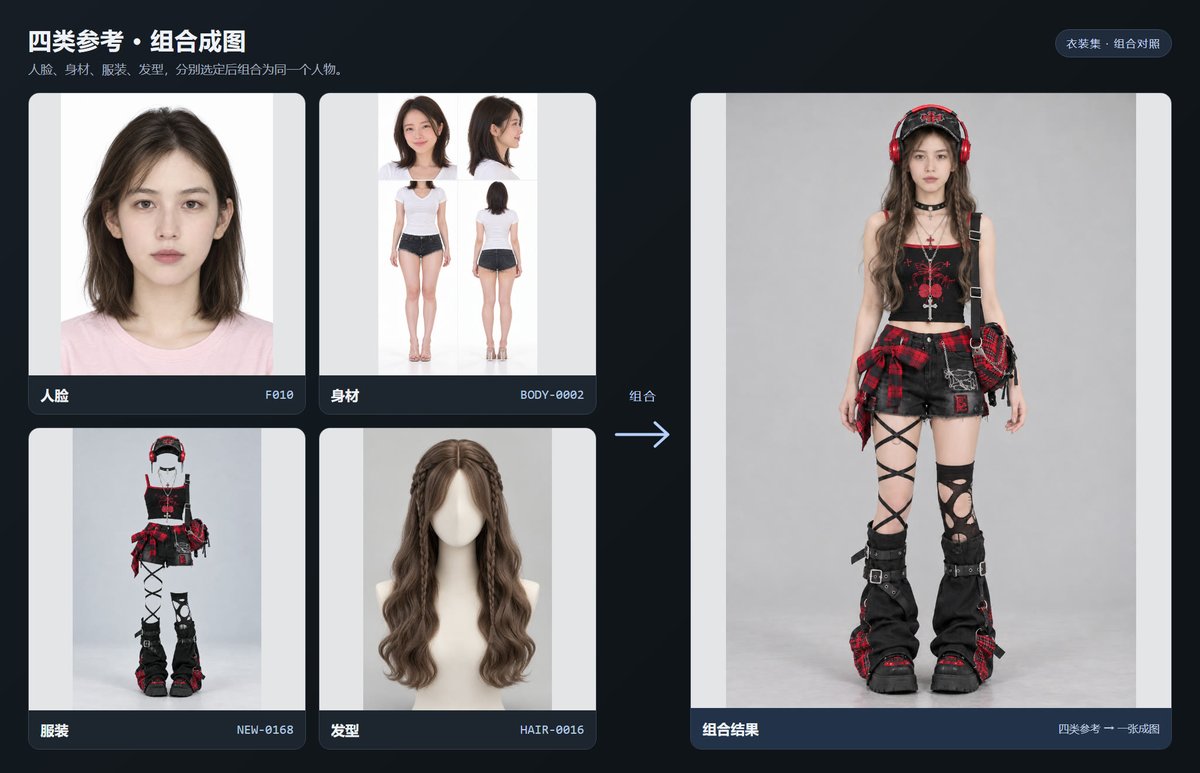 四类参考·组合成图
衣装集 · 组合对照
人脸、身材、服装、发型，分别选定后组合为同一个人物。
人脸
F010
身材
BODY-0002
组合
服装
NEW-0168
发型
HAIR-0016
组合结果
四类参考 → 一张成图